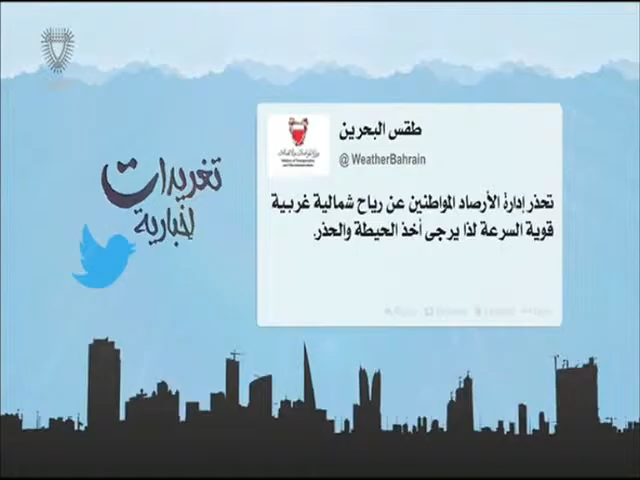 طقس البحرين
@WeatherBahrain
تحذر إدارة الأرصاد المواطنين عن رياح شمالية غربية
قوية السرعة لذا يرجى أخذ الحيطة والحذر.
تغريدات
إخبارية